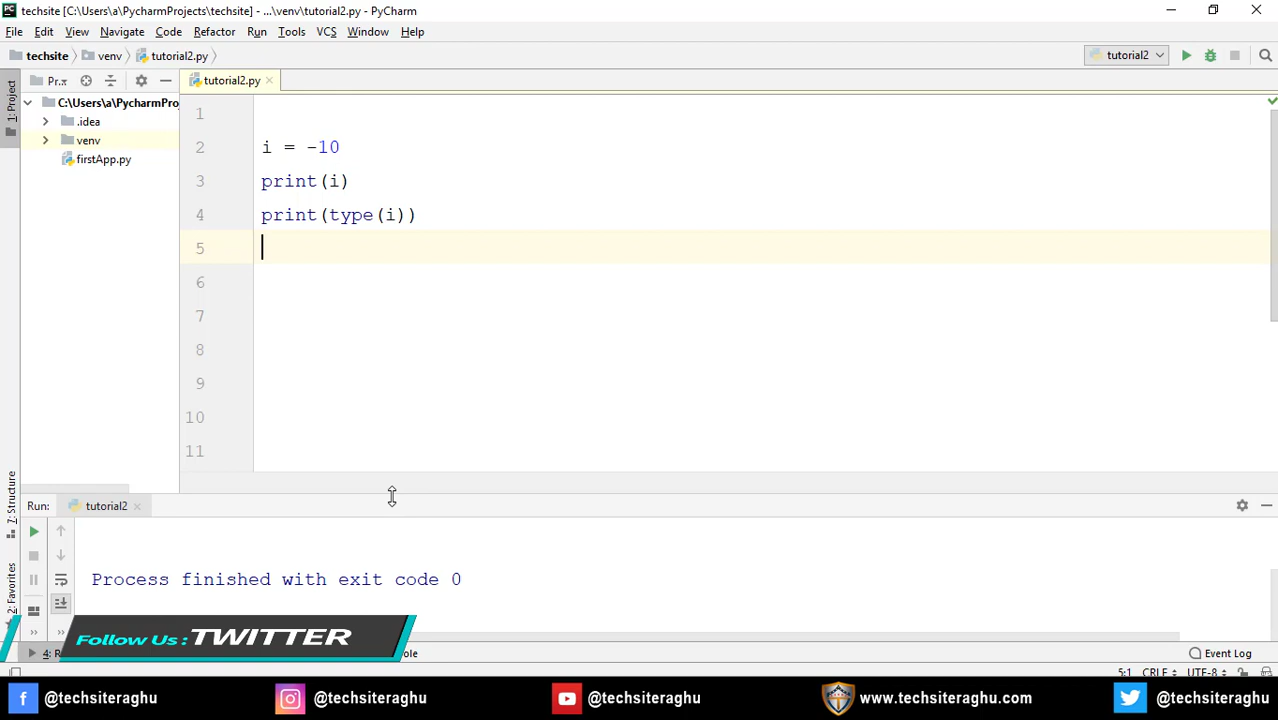 PC techsite [C:\Users\a\PycharmProjects\techsite] - ...\venv\tutorial2.py - PyCharm
File Edit View Navigate Code Refactor Run Tools VCS Window Help
techsite venv tutorial2.py tutorial2
1: Project
Pr.
tutorial2.py
C:\Users\a\PycharmProj
.idea
venv
firstApp.py
1
2 i = -10
3 print(i)
4 print(type(i))
5
6
7
8
9
10
11
7: Structure
2: Favorites
Run: tutorial2
Process finished with exit code 0
Follow Us : TWITTER
4: Event Log
5:1 CRLF UTF-8
f @techsiteraghu @techsiteraghu @techsiteraghu www.techsiteraghu.com @techsiteraghu